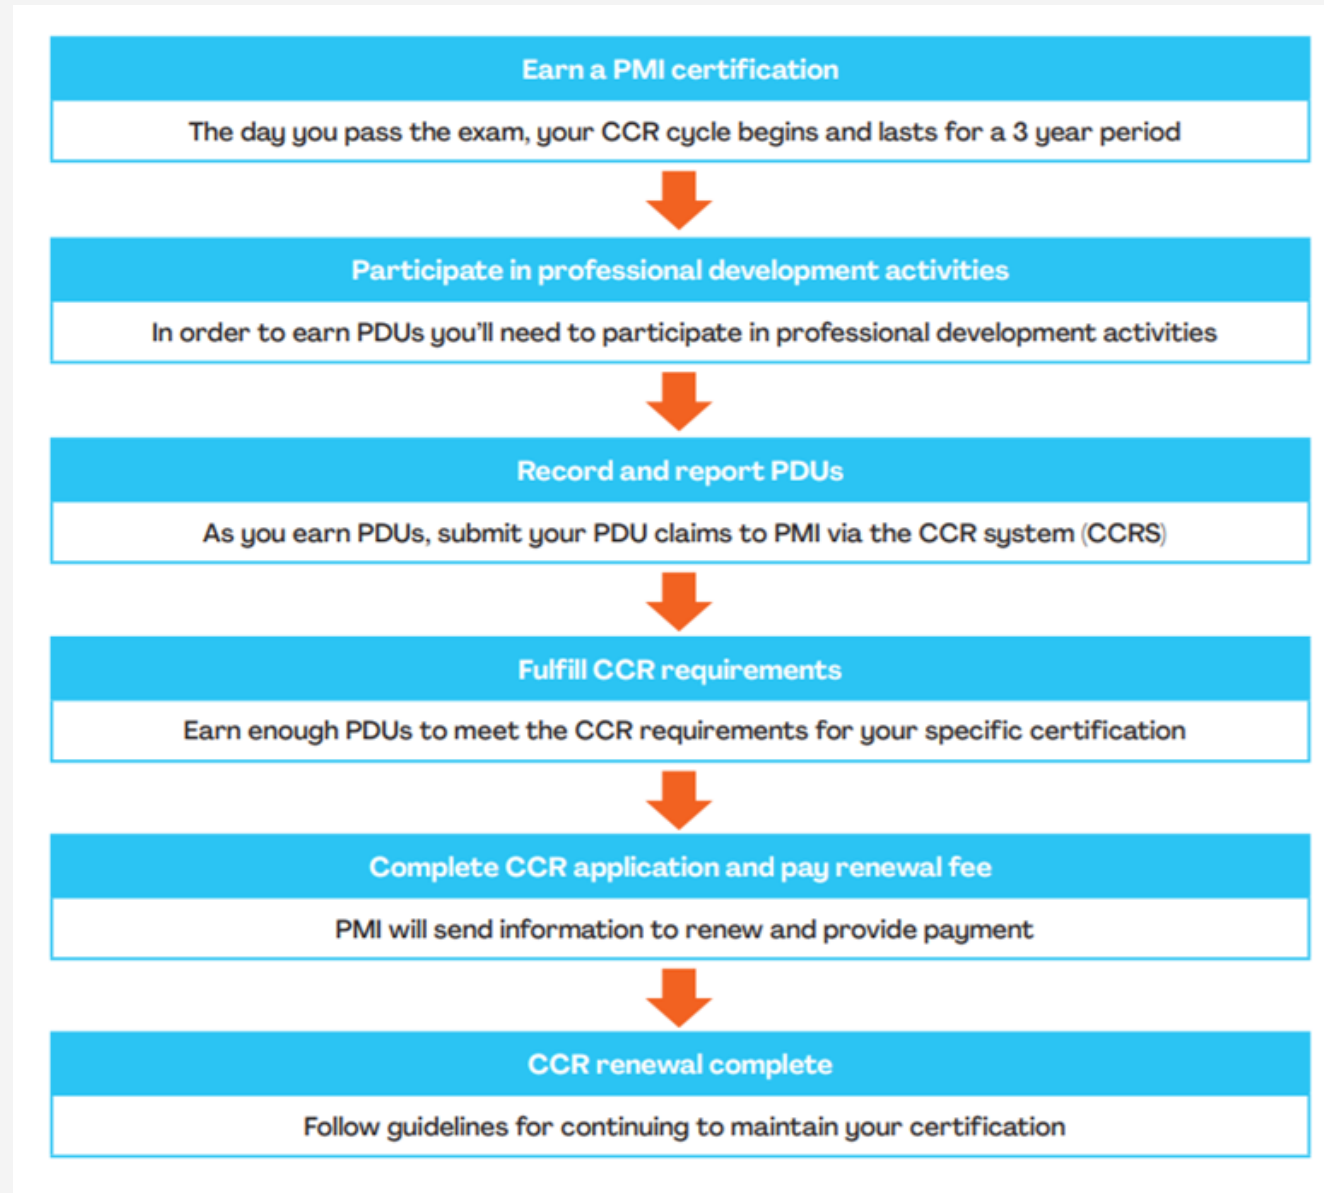 Earn a PMI certification
The day you pass the exam, your CCR cycle begins and lasts for a 3 year period
Participate in professional development activities
In order to earn PDUs you'll need to participate in professional development activities
Record and report PDUs
As you earn PDUs, submit your PDU claims to PMI via the CCR system (CCRS)
Fulfill CCR requirements
Earn enough PDUs to meet the CCR requirements for your specific certification
Complete CCR application and pay renewal fee
PMI will send information to renew and provide payment
CCR renewal complete
Follow guidelines for continuing to maintain your certification